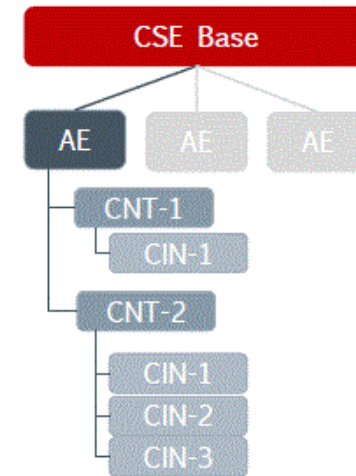 CSE Base
AE AE AE
CNT-1
CIN-1
CNT-2
CIN-1
CIN-2
CIN-3